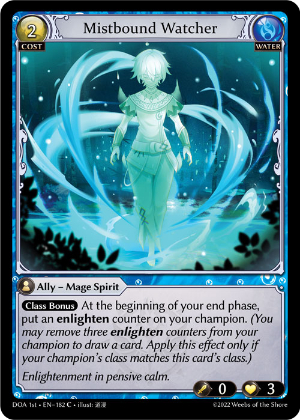 2 Mistbound Watcher
COST WATER
Ally – Mage Spirit
Class Bonus At the beginning of your end phase,
put an enlighten counter on your champion. (You
may remove three enlighten counters from your
champion to draw a card. Apply this effect only if
your champion's class matches this card's class.)
Enlightenment in pensive calm.
0 3
DOA 1st • EN–182 C • illust: 道漫
©2022 Weebs of the Shore